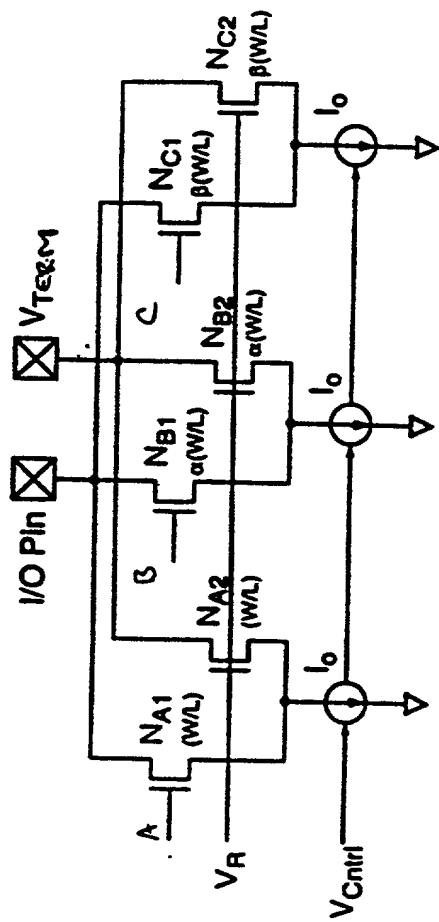 I/O Pin
VTERM
A
NA1
(W/L)
NA2
(W/L)
B
NB1
α(W/L)
NB2
α(W/L)
C
NC1
β(W/L)
NC2
β(W/L)
VR
Io
Io
Io
VCntrl